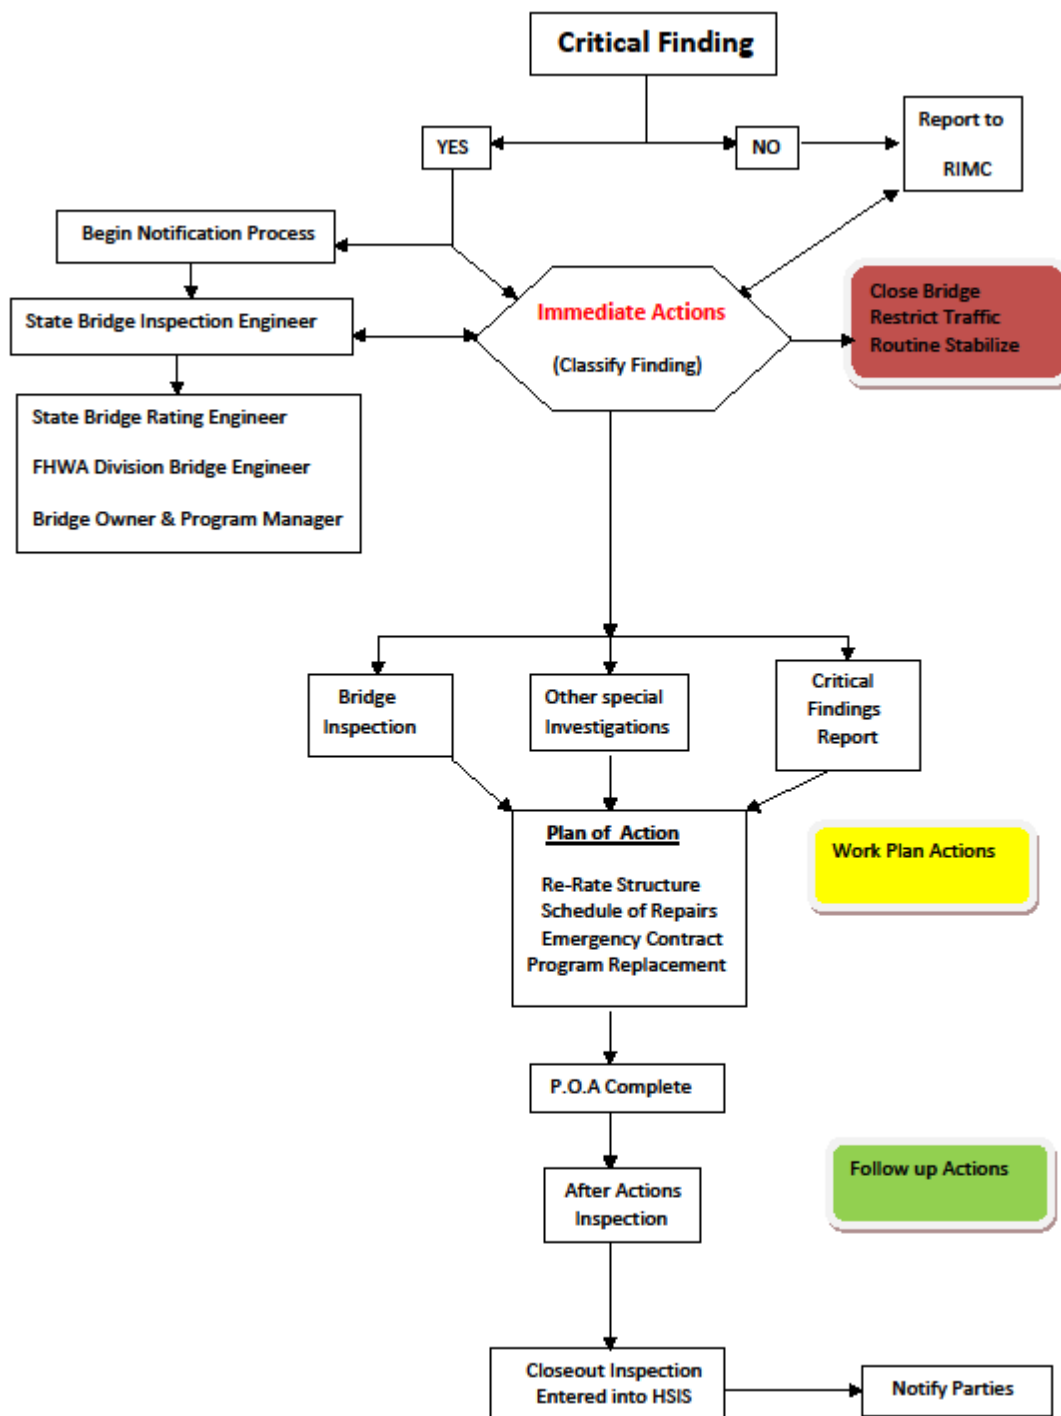 Critical Finding
YES
NO
Report to
RIMC
Begin Notification Process
State Bridge Inspection Engineer
Immediate Actions
(Classify Finding)
Close Bridge
Restrict Traffic
Routine Stabilize
State Bridge Rating Engineer
FHWA Division Bridge Engineer
Bridge Owner & Program Manager
Bridge
Inspection
Other special
Investigations
Critical
Findings
Report
Plan of Action
Re-Rate Structure
Schedule of Repairs
Emergency Contract
Program Replacement
Work Plan Actions
P.O.A Complete
After Actions
Inspection
Follow up Actions
Closeout Inspection
Entered into HSIS
Notify Parties